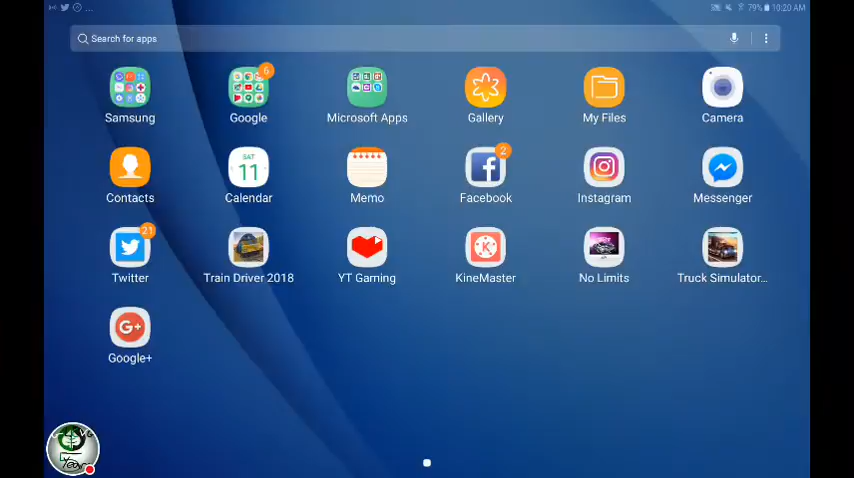 79% 10:20 AM
Search for apps
6
Samsung Google Microsoft Apps Gallery My Files Camera
SAT
11
2
Contacts Calendar Memo Facebook Instagram Messenger
21
Twitter Train Driver 2018 YT Gaming KineMaster No Limits Truck Simulator...
G+
Google+